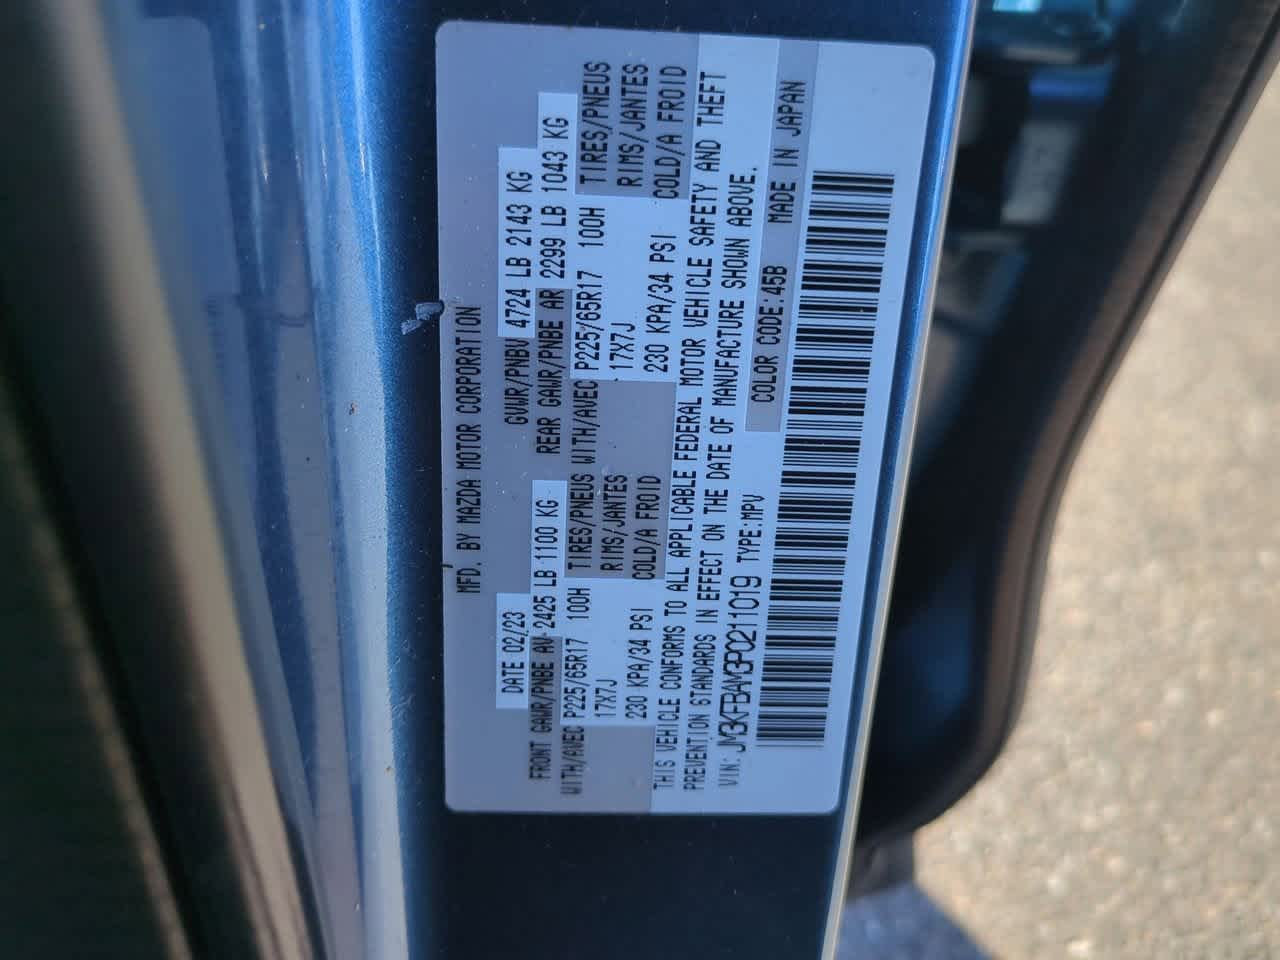 MFD. BY MAZDA MOTOR CORPORATION
DATE 02/23 GVWR/PNBV 4724 LB 2143 KG
FRONT GAWR/PNBE AV 2425 LB 1100 KG REAR GAWR/PNBE AR 2299 LB 1043 KG
WITH/AVEC P225/65R17 100H TIRES/PNEUS WITH/AVEC P225/65R17 100H TIRES/PNEUS
17X7J RIMS/JANTES 17X7J RIMS/JANTES
230 KPA/34 PSI COLD/A FROID 230 KPA/34 PSI COLD/A FROID
THIS VEHICLE CONFORMS TO ALL APPLICABLE FEDERAL MOTOR VEHICLE SAFETY AND THEFT
PREVENTION STANDARDS IN EFFECT ON THE DATE OF MANUFACTURE SHOWN ABOVE.
VIN: JM3KFBAM3P0211019 TYPE:MPV COLOR CODE:45B MADE IN JAPAN